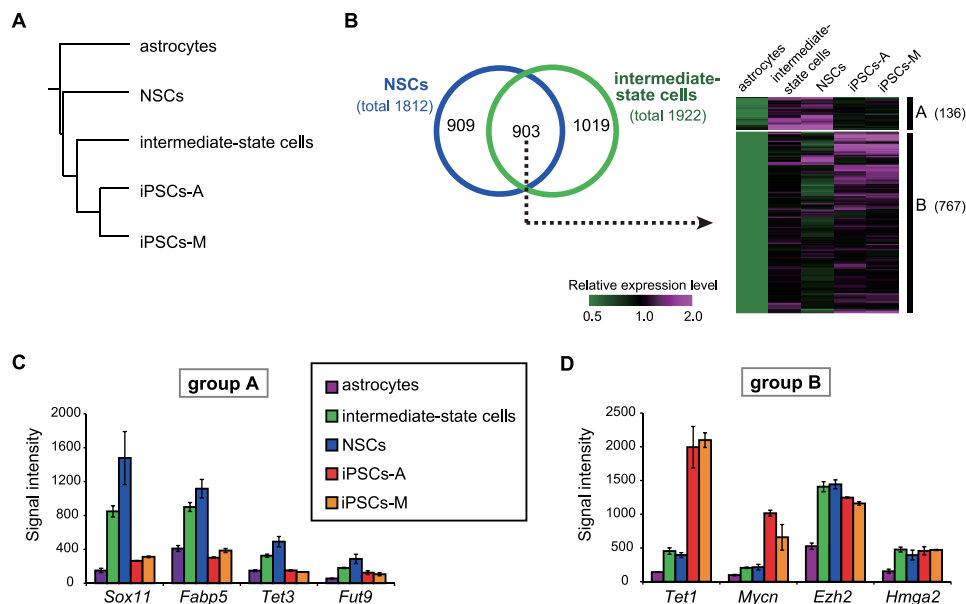 A
astrocytes
NSCs
intermediate-state cells
iPSCs-A
iPSCs-M
B
NSCs
(total 1812)
intermediate-
state cells
(total 1922)
909
903
1019
astrocytes
intermediate-
state cells
NSCs
iPSCs-A
iPSCs-M
A (136)
B (767)
Relative expression level
0.5 1.0 2.0
C
group A
Signal intensity
2000
1600
1200
800
400
0
Sox11 Fabp5 Tet3 Fut9
astrocytes
intermediate-state cells
NSCs
iPSCs-A
iPSCs-M
D
group B
Signal intensity
2500
2000
1500
1000
500
0
Tet1 Mycn Ezh2 Hmga2